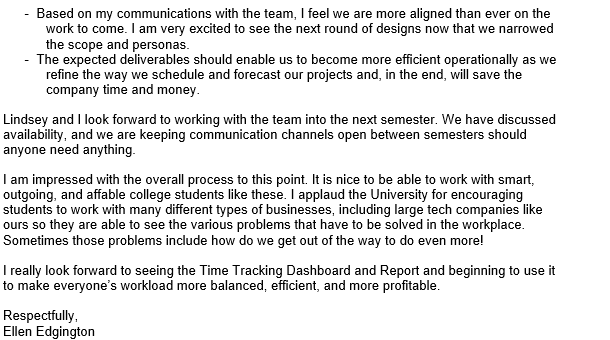 - Based on my communications with the team, I feel we are more aligned than ever on the
work to come. I am very excited to see the next round of designs now that we narrowed
the scope and personas.
- The expected deliverables should enable us to become more efficient operationally as we
refine the way we schedule and forecast our projects and, in the end, will save the
company time and money.
Lindsey and I look forward to working with the team into the next semester. We have discussed
availability, and we are keeping communication channels open between semesters should
anyone need anything.
I am impressed with the overall process to this point. It is nice to be able to work with smart,
outgoing, and affable college students like these. I applaud the University for encouraging
students to work with many different types of businesses, including large tech companies like
ours so they are able to see the various problems that have to be solved in the workplace.
Sometimes those problems include how do we get out of the way to do even more!
I really look forward to seeing the Time Tracking Dashboard and Report and beginning to use it
to make everyone's workload more balanced, efficient, and more profitable.
Respectfully,
Ellen Edgington